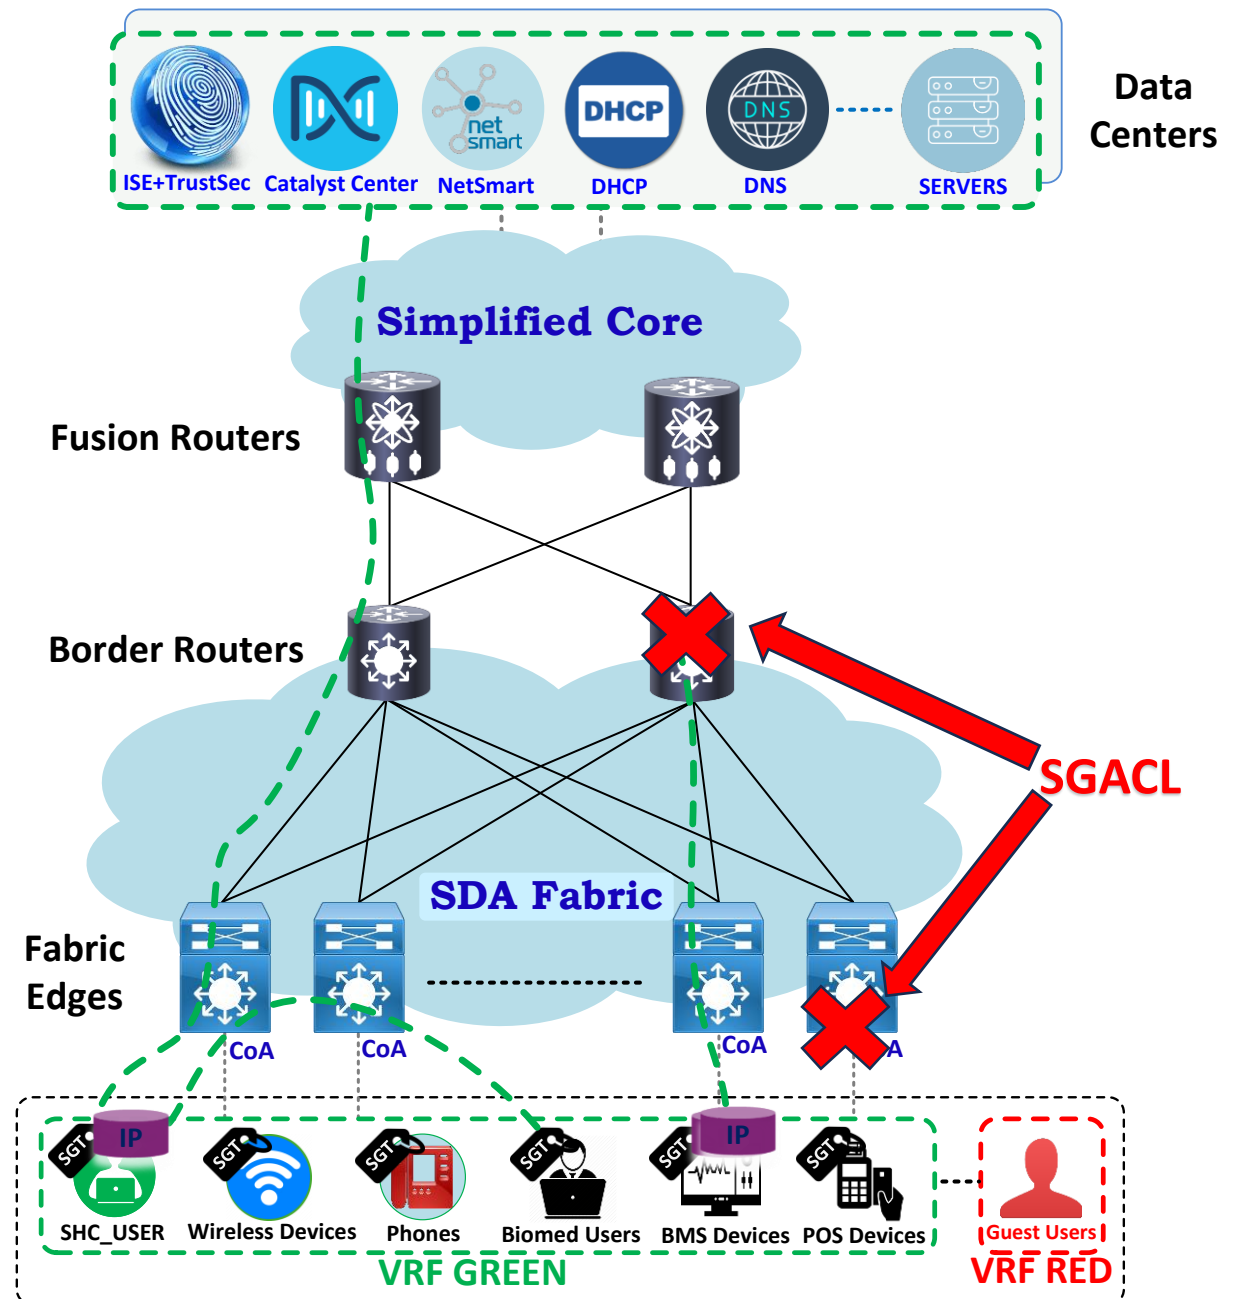 Data
Centers
net
smart
DHCP
DNS
ISE+TrustSec
Catalyst Center
NetSmart
DHCP
DNS
SERVERS
Simplified Core
Fusion Routers
Border Routers
SGACL
SDA Fabric
Fabric
Edges
CoA
CoA
CoA
A
SGT
IP
SGT
SGT
SGT
SGT
IP
SGT
SHC_USER
Wireless Devices
Phones
Biomed Users
BMS Devices
POS Devices
Guest Users
VRF GREEN
VRF RED